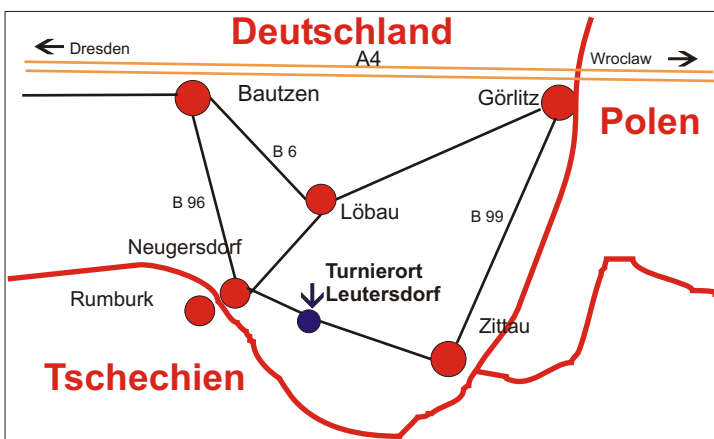 Deutschland
Dresden
A4
Wroclaw
Bautzen
Görlitz
Polen
B 6
B 96
Löbau
B 99
Neugersdorf
Turnierort
Leutersdorf
Rumburk
Zittau
Tschechien